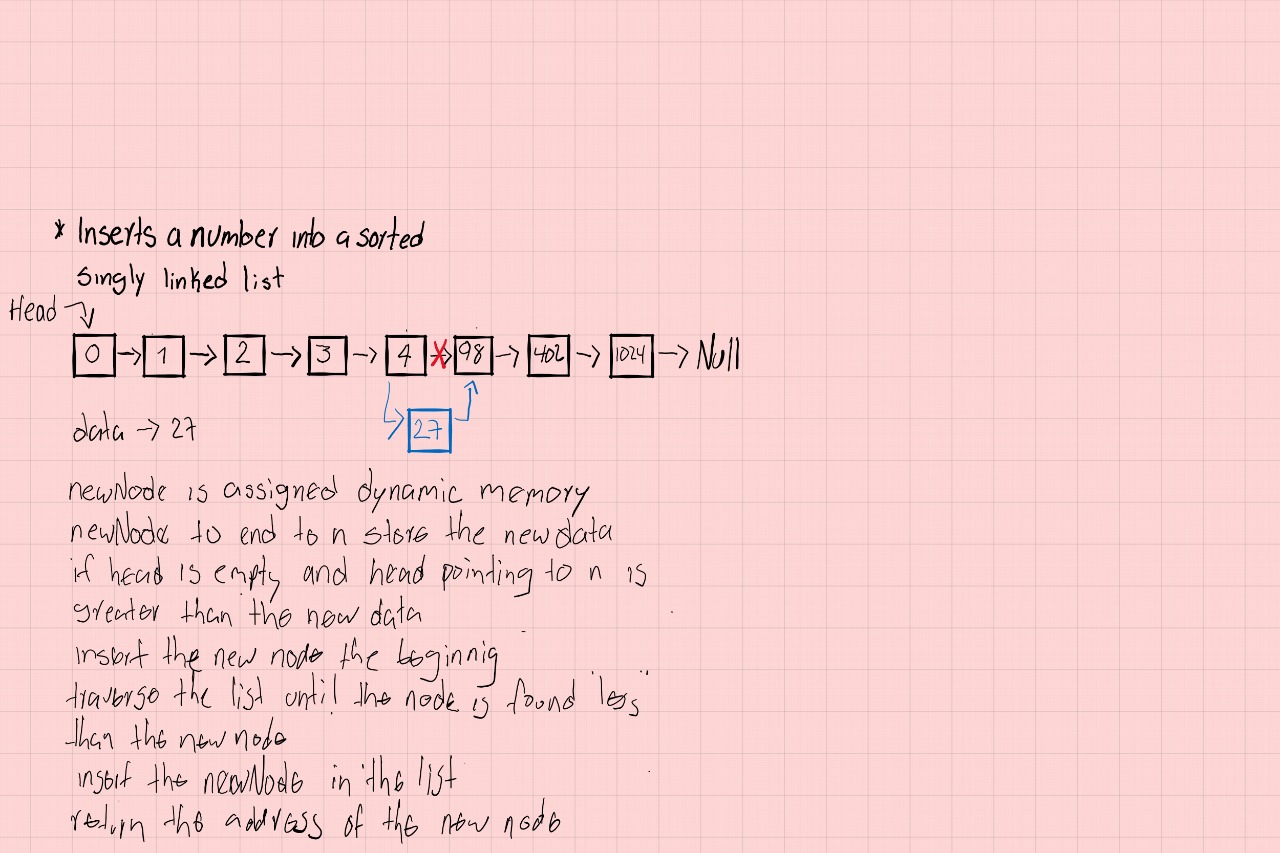 * Inserts a number into a sorted
singly linked list
Head
0 → 1 → 2 → 3 → 4 → 98 → 402 → 1024 → Null
data → 27
27
newNode is assigned dynamic memory
newNode to end to n store the new data
if head is empty and head pointing to n is
greater than the new data
insert the new node the beginnig
traverse the list until the node is found "less"
than the new node
insert the newNode in the list
return the address of the new node